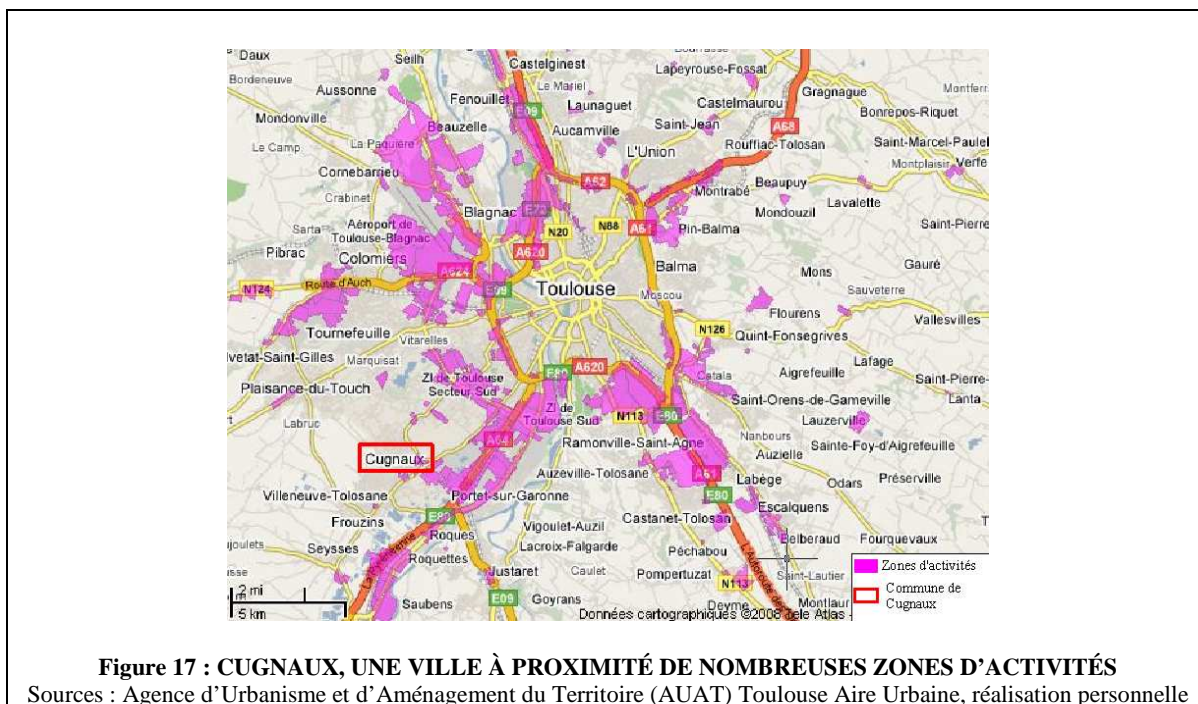 Daux
Seilh
Castelginest
Bordeneuve
Le Mariel
Lapeyrouse-Fossat
Aussonne
Fenouillet
E09
Launaguet
Castelmaurou
Gragnague
Montferr
Mondonville
Beauzelle
Aucamville
Saint-Jean
A68
Bonrepos-Riquet
Le Camp
La Paquière
L'Union
Rouffiac-Tolosan
Saint-Marcel-Paulel
Cornebarrieu
A62
Montrabé
Beaupuy
Montplaisir
Verfe
Crabinet
Blagnac
E72
N20
N88
A61
Mondouzil
Lavalette
Sarta
Aéroport de
Toulouse-Blagnac
Pin-Balma
Saint-Pierre
Pibrac
Colomiers
A620
Balma
Mons
Gauré
N124
Route d'Auch
A624
E09
Toulouse
Moscou
Sauveterre
Flourens
Vallesvilles
Tournefeuille
Vitarelles
N126
Quint-Fonsegrives
lvetat-Saint-Gilles
Marquisat
E80
A620
Lafage
Plaisance-du-Touch
ZI de Toulouse
Secteur Sud
Catala
Aigrefeuille
Saint-Pierre-
Lanta
ZI de
Toulouse Sud
N113
E80
Saint-Orens-de-Gameville
Lauzerville
Labruc
A64
Ramonville-Saint-Agne
Nanbours
Sainte-Foy-d'Aigrefeuille
Cugnaux
Auzeville-Tolosane
A61
Auzielle
Labège
Odars
Préserville
Villeneuve-Tolosane
Portet-sur-Garonne
E80
Escalquens
Frouzins
E80
Vigoulet-Auzil
Castanet-Tolosan
Belberaud
Fourquevaux
ujoulets
Seysses
Roques
Lacroix-Falgarde
Péchabou
Roquettes
Justaret
Caulet
Pompertuzat
N113
Saint-Lautier
Zones d'activités
2 mi
Saubens
E09
Goyrans
Deyme
Montlaur
Commune de
Cugnaux
5 km
Données cartographiques ©2008 Tele Atlas -
Figure 17 : CUGNAUX, UNE VILLE À PROXIMITÉ DE NOMBREUSES ZONES D'ACTIVITÉS
Sources : Agence d'Urbanisme et d'Aménagement du Territoire (AUAT) Toulouse Aire Urbaine, réalisation personnelle